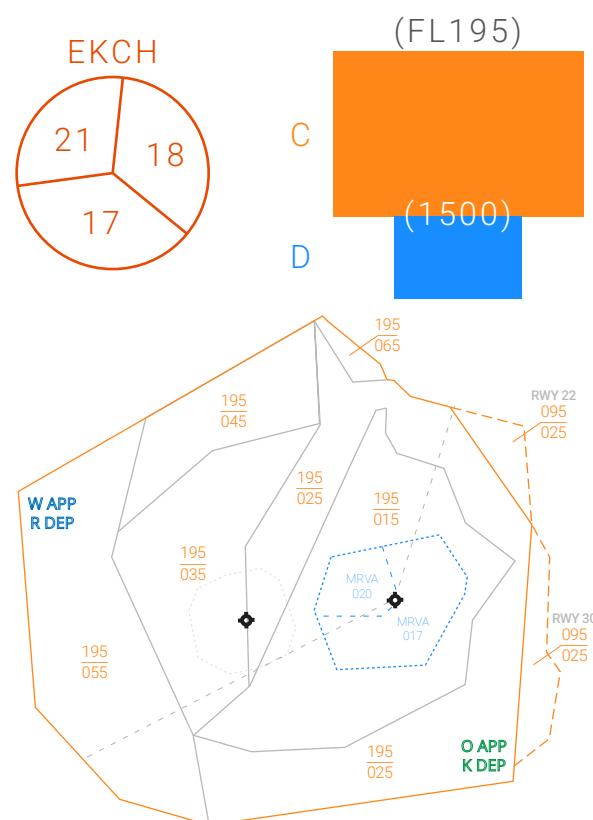 EKCH
21
18
17
(FL195)
C
(1500)
D
195
065
RWY 22
095
025
195
045
195
025
195
015
W APP
R DEP
195
035
MRVA
020
MRVA
017
RWY 30
095
025
195
055
195
025
O APP
K DEP